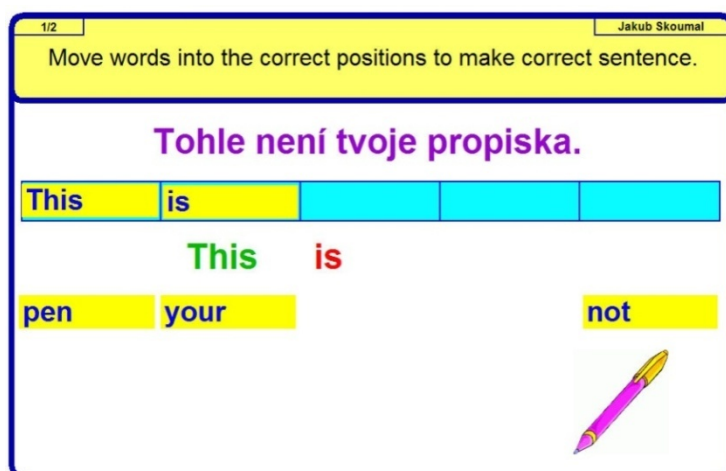 1/2 Jakub Skoumal
Move words into the correct positions to make correct sentence.
Tohle není tvoje propiska.
This is
This is
pen your not